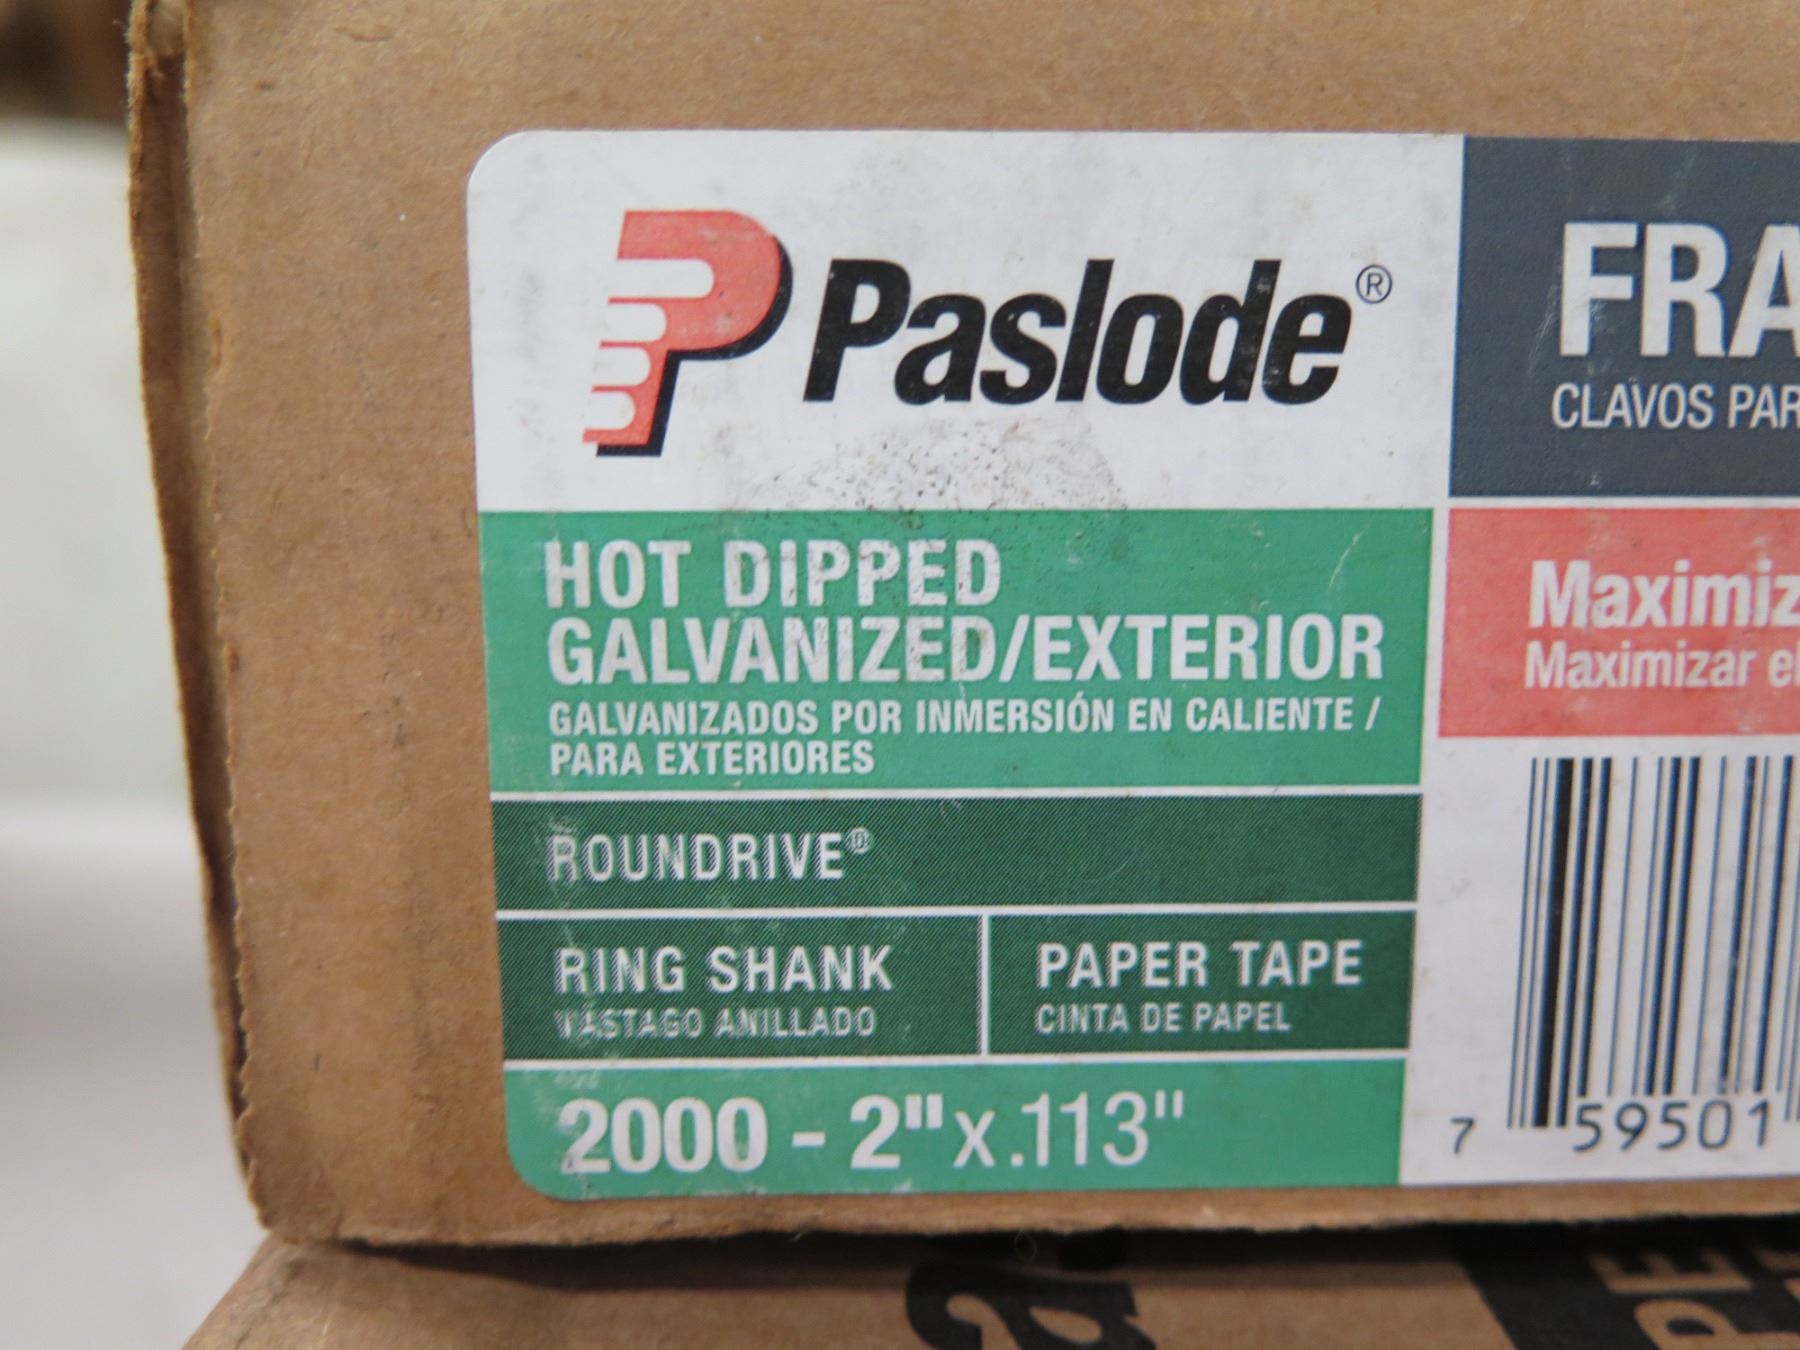 Paslode®
HOT DIPPED
GALVANIZED/EXTERIOR
GALVANIZADOS POR INMERSIÓN EN CALIENTE /
PARA EXTERIORES
ROUNDRIVE®
RING SHANK
VASTAGO ANILLADO
PAPER TAPE
CINTA DE PAPEL
2000 - 2" x .113"
FRA
CLAVOS PAR
Maximiz
Maximizar el
7 59501